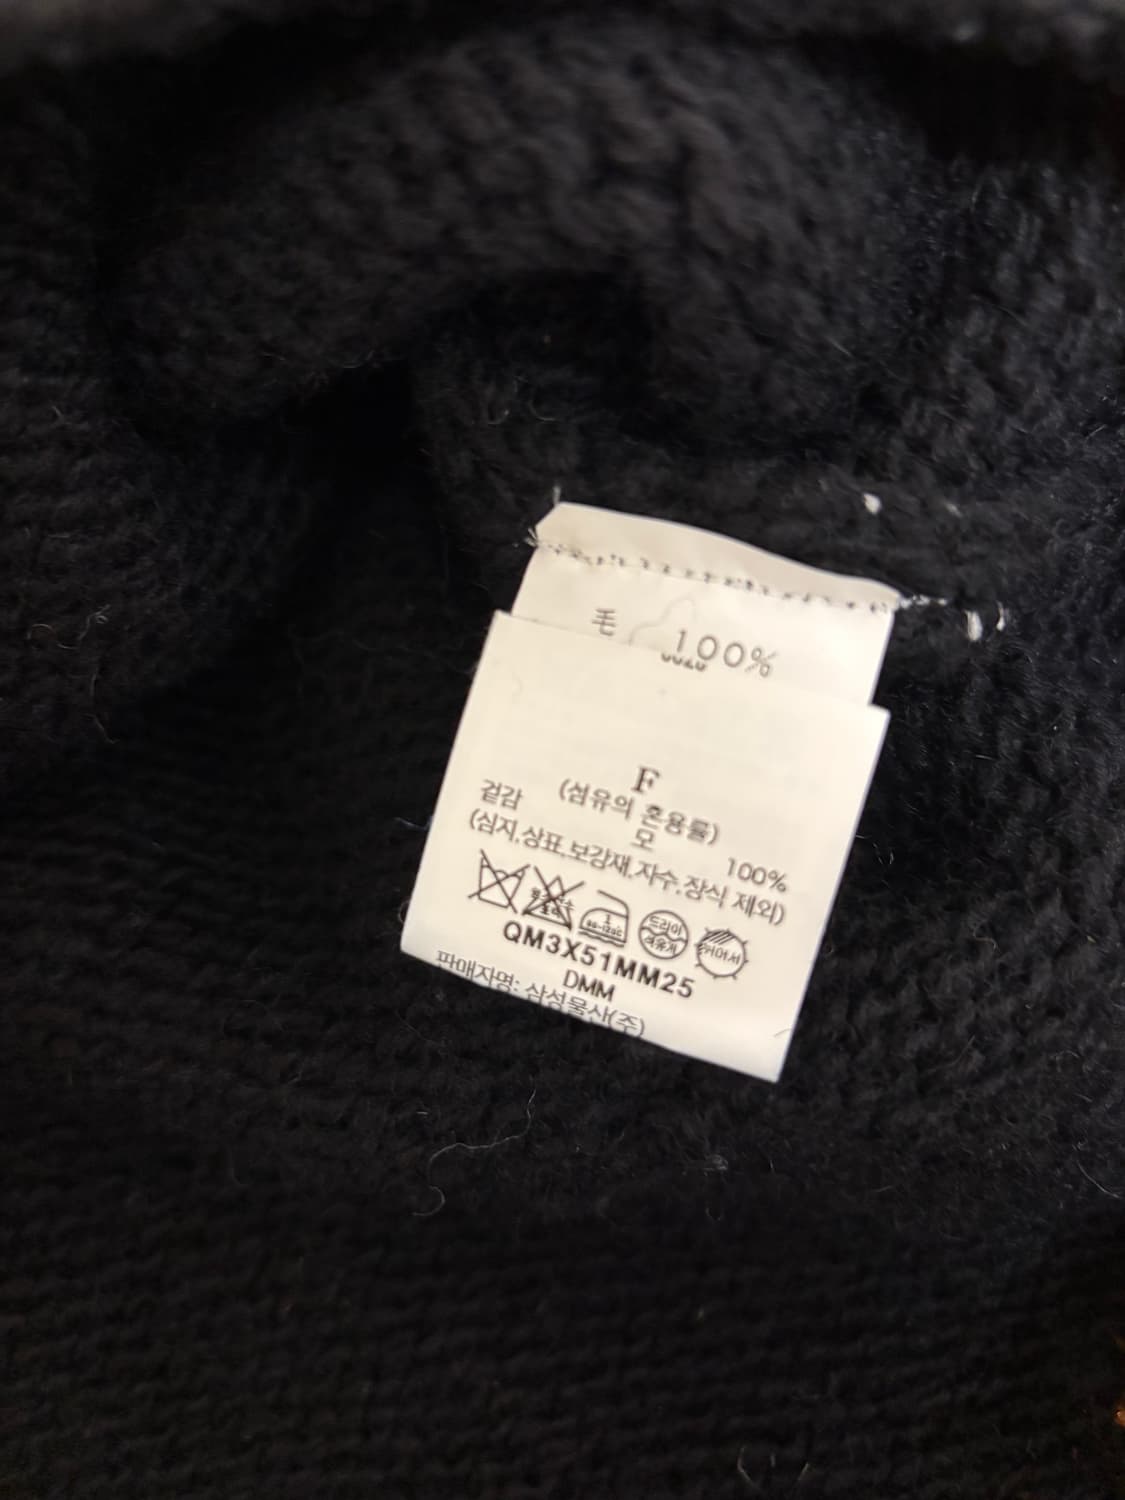 毛 100%
F
(섬유의 혼용률)
겉감 모 100%
(심지,상표,보강재,자수,장식 제외)
드라이
QM3X51MM25
DMM
판매자명: 삼성물산(주)